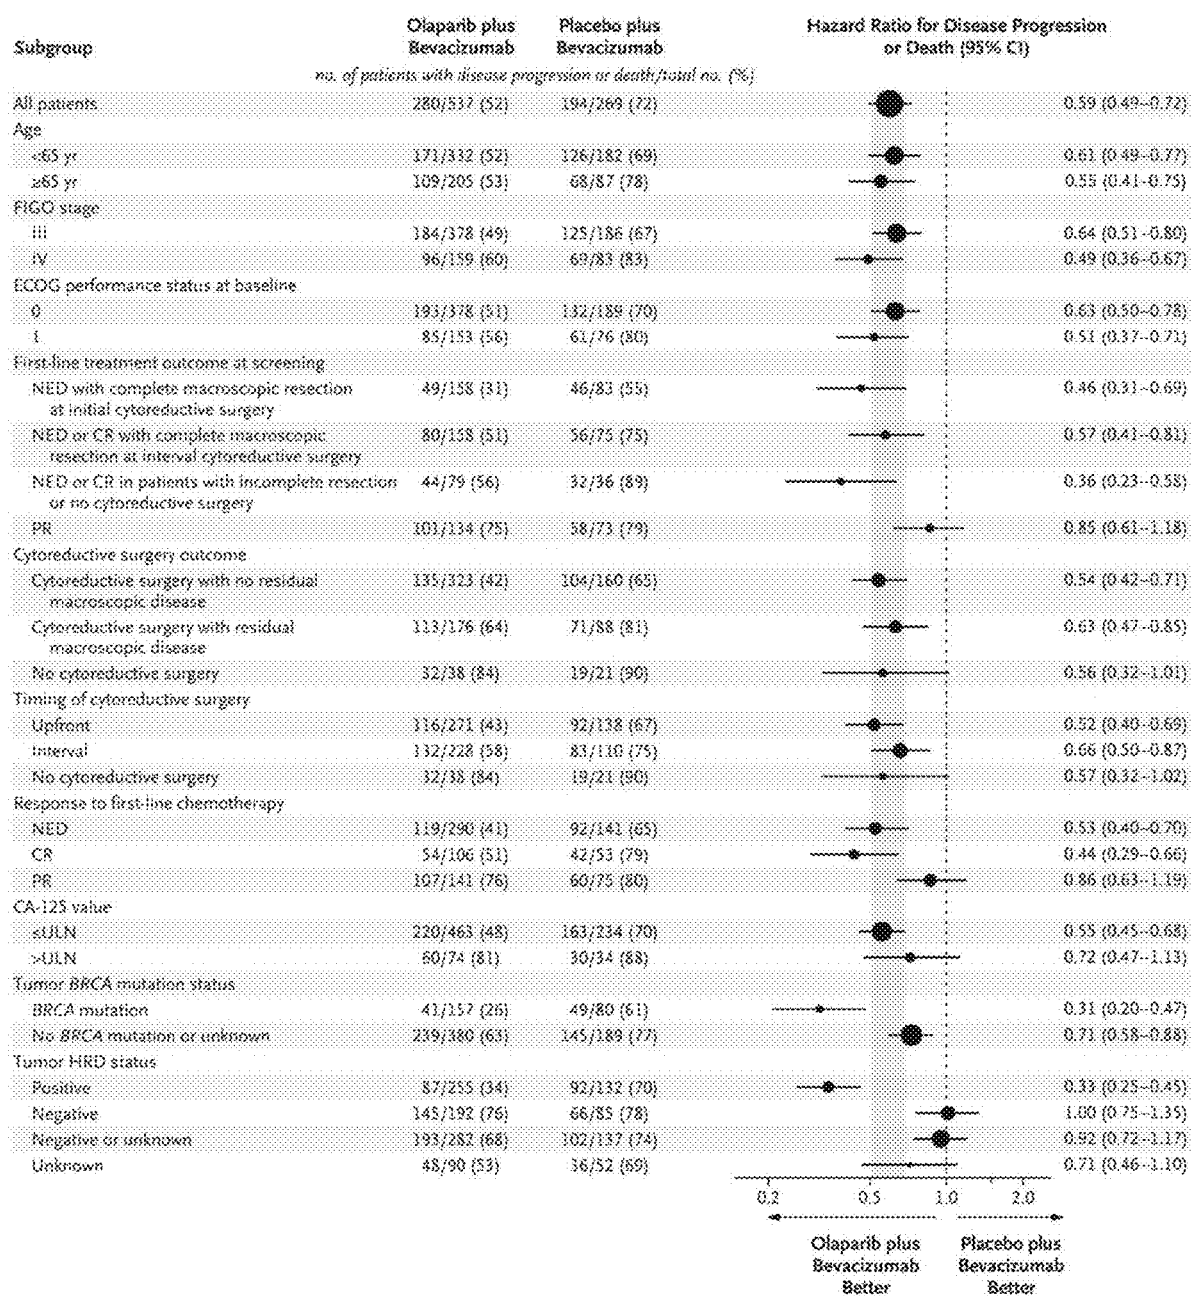 Subgroup Olaparib plus Bevacizumab Placebo plus Bevacizumab Hazard Ratio for Disease Progression or Death (95% CI)
no. of patients with disease progression or death/total no. (%)
All patients 280/537 (52) 194/269 (72) 0.59 (0.49–0.72)
Age
<65 yr 171/332 (52) 126/182 (69) 0.61 (0.49–0.77)
≥65 yr 109/205 (53) 68/87 (78) 0.55 (0.41–0.75)
FIGO stage
III 184/378 (49) 125/186 (67) 0.64 (0.51–0.80)
IV 96/159 (60) 69/83 (83) 0.49 (0.36–0.67)
ECOG performance status at baseline
0 193/378 (51) 132/189 (70) 0.63 (0.50–0.78)
1 85/153 (56) 61/76 (80) 0.51 (0.37–0.71)
First-line treatment outcome at screening
NED with complete macroscopic resection 49/158 (31) 46/83 (55) 0.46 (0.31–0.69)
at initial cytoreductive surgery
NED or CR with complete macroscopic 80/158 (51) 56/75 (75) 0.57 (0.41–0.81)
resection at interval cytoreductive surgery
NED or CR in patients with incomplete resection 44/79 (56) 32/36 (89) 0.36 (0.23–0.58)
or no cytoreductive surgery
PR 101/134 (75) 58/73 (79) 0.85 (0.61–1.18)
Cytoreductive surgery outcome
Cytoreductive surgery with no residual 135/323 (42) 104/160 (65) 0.54 (0.42–0.71)
macroscopic disease
Cytoreductive surgery with residual 113/176 (64) 71/88 (81) 0.63 (0.47–0.85)
macroscopic disease
No cytoreductive surgery 32/38 (84) 19/21 (90) 0.56 (0.32–1.01)
Timing of cytoreductive surgery
Upfront 116/271 (43) 92/138 (67) 0.52 (0.40–0.69)
Interval 132/228 (58) 83/110 (75) 0.66 (0.50–0.87)
No cytoreductive surgery 32/38 (84) 19/21 (90) 0.57 (0.32–1.02)
Response to first-line chemotherapy
NED 119/290 (41) 92/141 (65) 0.53 (0.40–0.70)
CR 54/106 (51) 42/53 (79) 0.44 (0.29–0.66)
PR 107/141 (76) 60/75 (80) 0.86 (0.63–1.19)
CA-125 value
≤ULN 220/463 (48) 163/234 (70) 0.55 (0.45–0.68)
>ULN 60/74 (81) 30/34 (88) 0.72 (0.47–1.13)
Tumor BRCA mutation status
BRCA mutation 41/157 (26) 49/80 (61) 0.31 (0.20–0.47)
No BRCA mutation or unknown 239/380 (63) 145/189 (77) 0.71 (0.58–0.88)
Tumor HRD status
Positive 87/255 (34) 92/132 (70) 0.33 (0.25–0.45)
Negative 145/192 (76) 66/85 (78) 1.00 (0.75–1.35)
Negative or unknown 193/282 (68) 102/137 (74) 0.92 (0.72–1.17)
Unknown 48/90 (53) 36/52 (69) 0.71 (0.46–1.10)
0.2 0.5 1.0 2.0
Olaparib plus Bevacizumab Better Placebo plus Bevacizumab Better